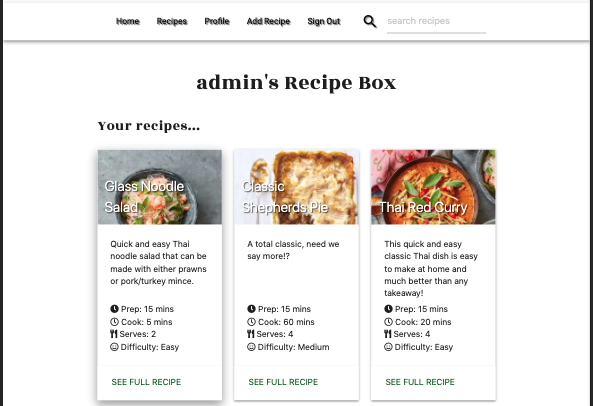 Home Recipes Profile Add Recipe Sign Out search recipes
admin's Recipe Box
Your recipes...
Glass Noodle
Salad
Quick and easy Thai
noodle salad that can be
made with either prawns
or pork/turkey mince.
Prep: 15 mins
Cook: 5 mins
Serves: 2
Difficulty: Easy
SEE FULL RECIPE
Classic
Shepherds Pie
A total classic, need we
say more!?
Prep: 15 mins
Cook: 60 mins
Serves: 4
Difficulty: Medium
SEE FULL RECIPE
Thai Red Curry
This quick and easy
classic Thai dish is easy
to make at home and
much better than any
takeaway!
Prep: 15 mins
Cook: 20 mins
Serves: 4
Difficulty: Easy
SEE FULL RECIPE